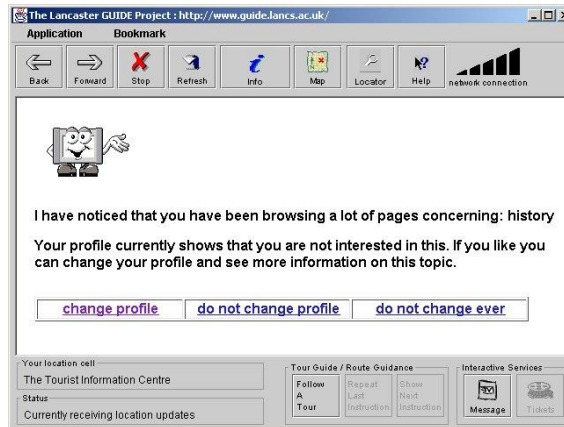 The Lancaster GUIDE Project : http://www.guide.lancs.ac.uk/
Application Bookmark
Back Forward Stop Refresh Info Map Locator Help network connection
I have noticed that you have been browsing a lot of pages concerning: history
Your profile currently shows that you are not interested in this. If you like you
can change your profile and see more information on this topic.
change profile do not change profile do not change ever
Your location cell
The Tourist Information Centre
Status
Currently receiving location updates
Tour Guide / Route Guidance
Follow
A
Tour
Repeat
Last
Instruction
Show
Next
Instruction
Interactive Services
Message Tickets